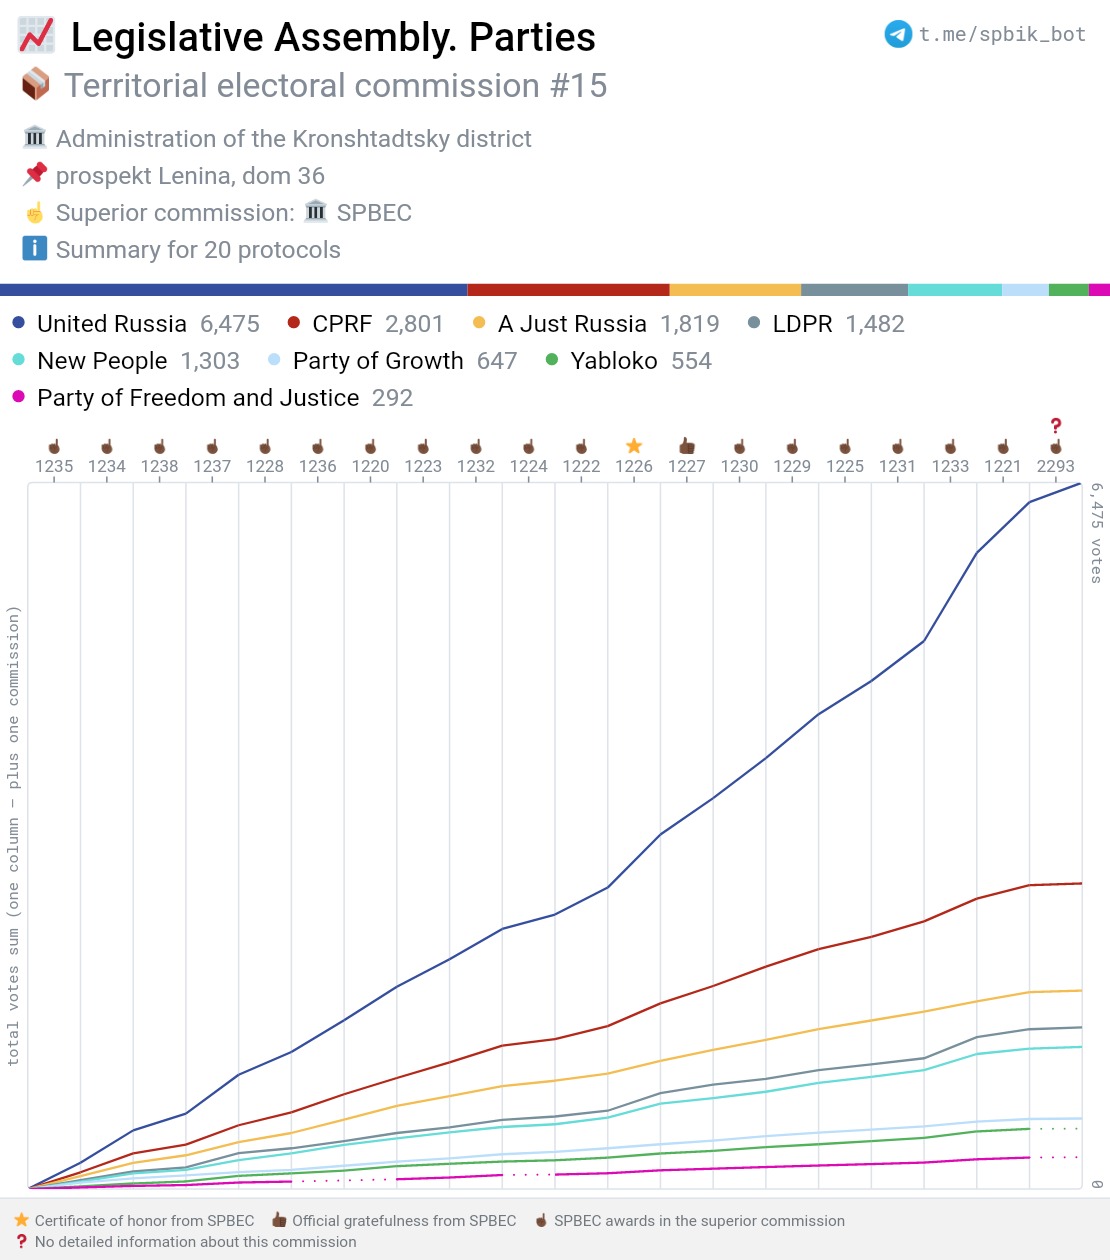 Legislative Assembly. Parties
t.me/spbik_bot
Territorial electoral commission #15
Administration of the Kronshtadtsky district
prospekt Lenina, dom 36
Superior commission: SPBEC
Summary for 20 protocols
United Russia 6,475 CPRF 2,801 A Just Russia 1,819 LDPR 1,482
New People 1,303 Party of Growth 647 Yabloko 554
Party of Freedom and Justice 292
1235 1234 1238 1237 1228 1236 1220 1223 1232 1224 1222 1226 1227 1230 1229 1225 1231 1233 1221 2293
6,475 votes
total votes sum (one column – plus one commission)
0
Certificate of honor from SPBEC Official gratefulness from SPBEC SPBEC awards in the superior commission
No detailed information about this commission